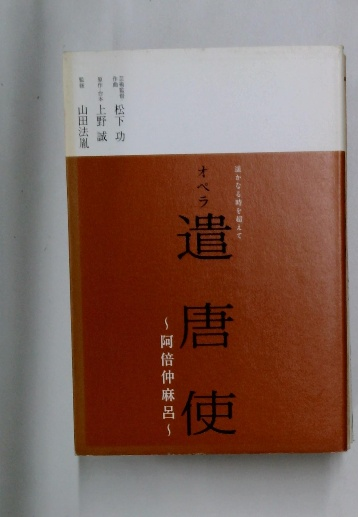 遥かなる時を超えて
オペラ
遣唐使
~阿倍仲麻呂~
芸術監督
作曲
松下 功
原作・台本
上野 誠
監修
山田法胤